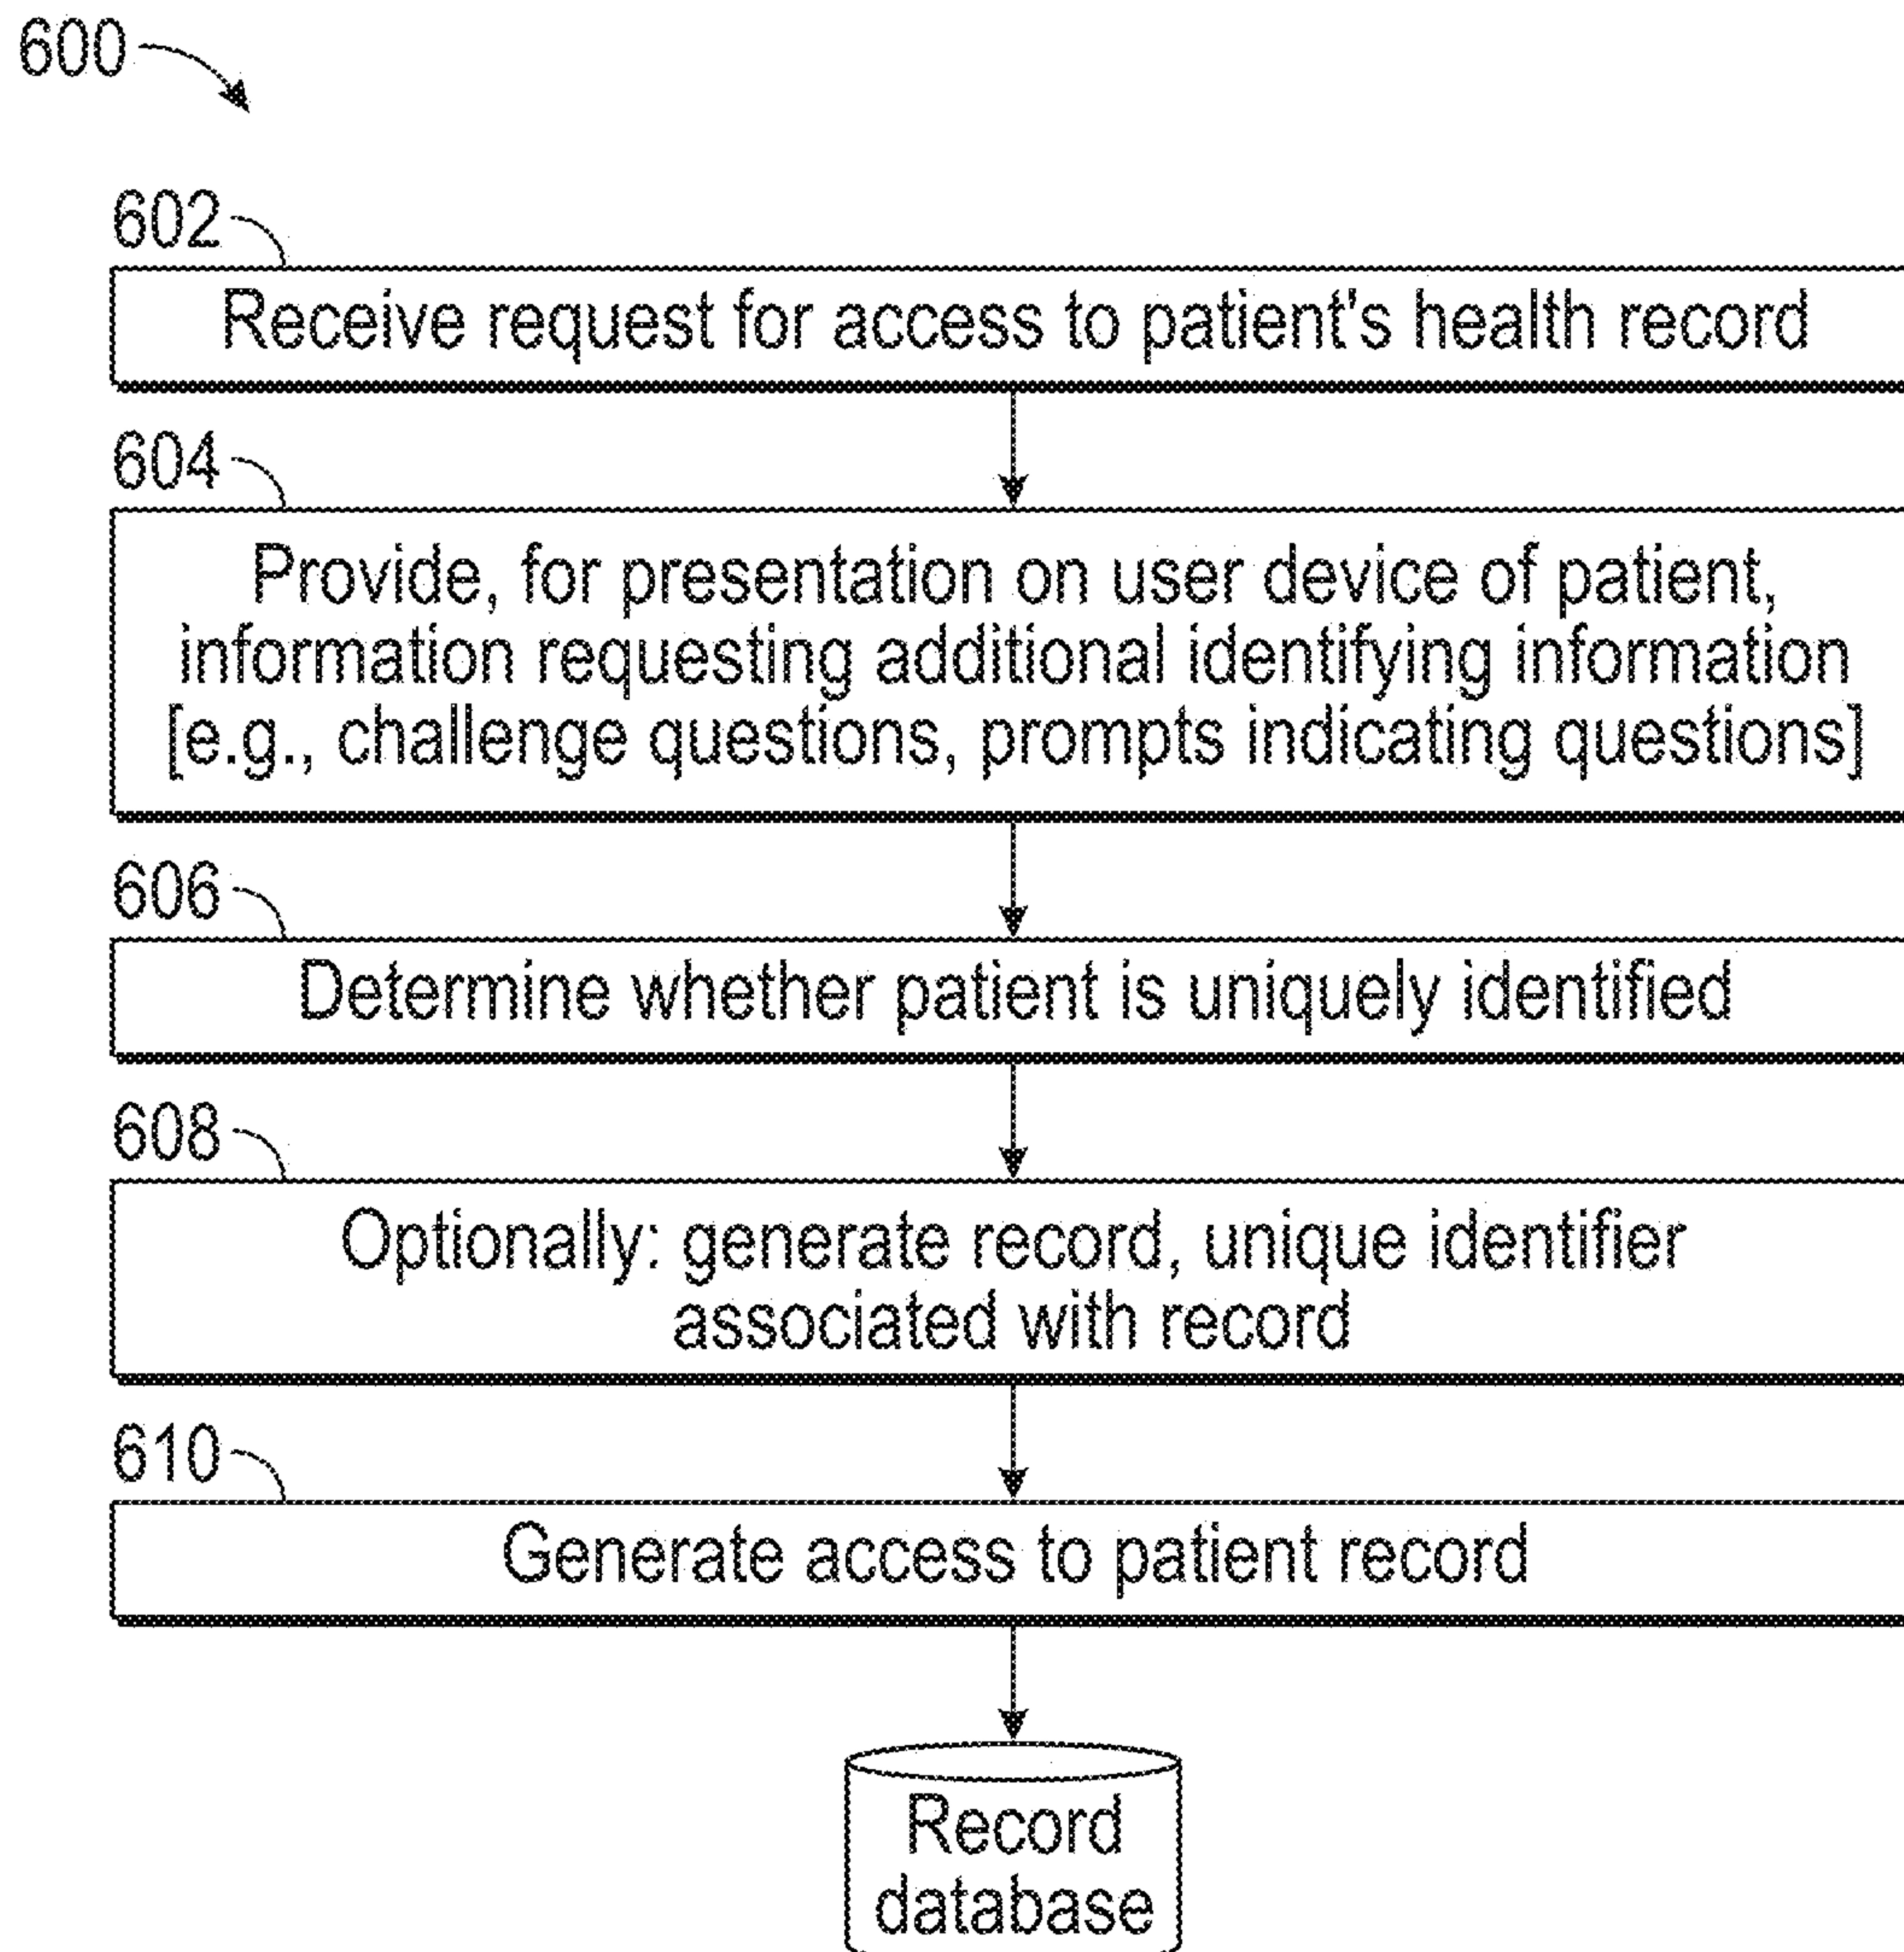 600
602
Receive request for access to patient's health record
604
Provide, for presentation on user device of patient,
information requesting additional identifying information
[e.g., challenge questions, prompts indicating questions]
606
Determine whether patient is uniquely identified
608
Optionally: generate record, unique identifier
associated with record
610
Generate access to patient record
Record
database